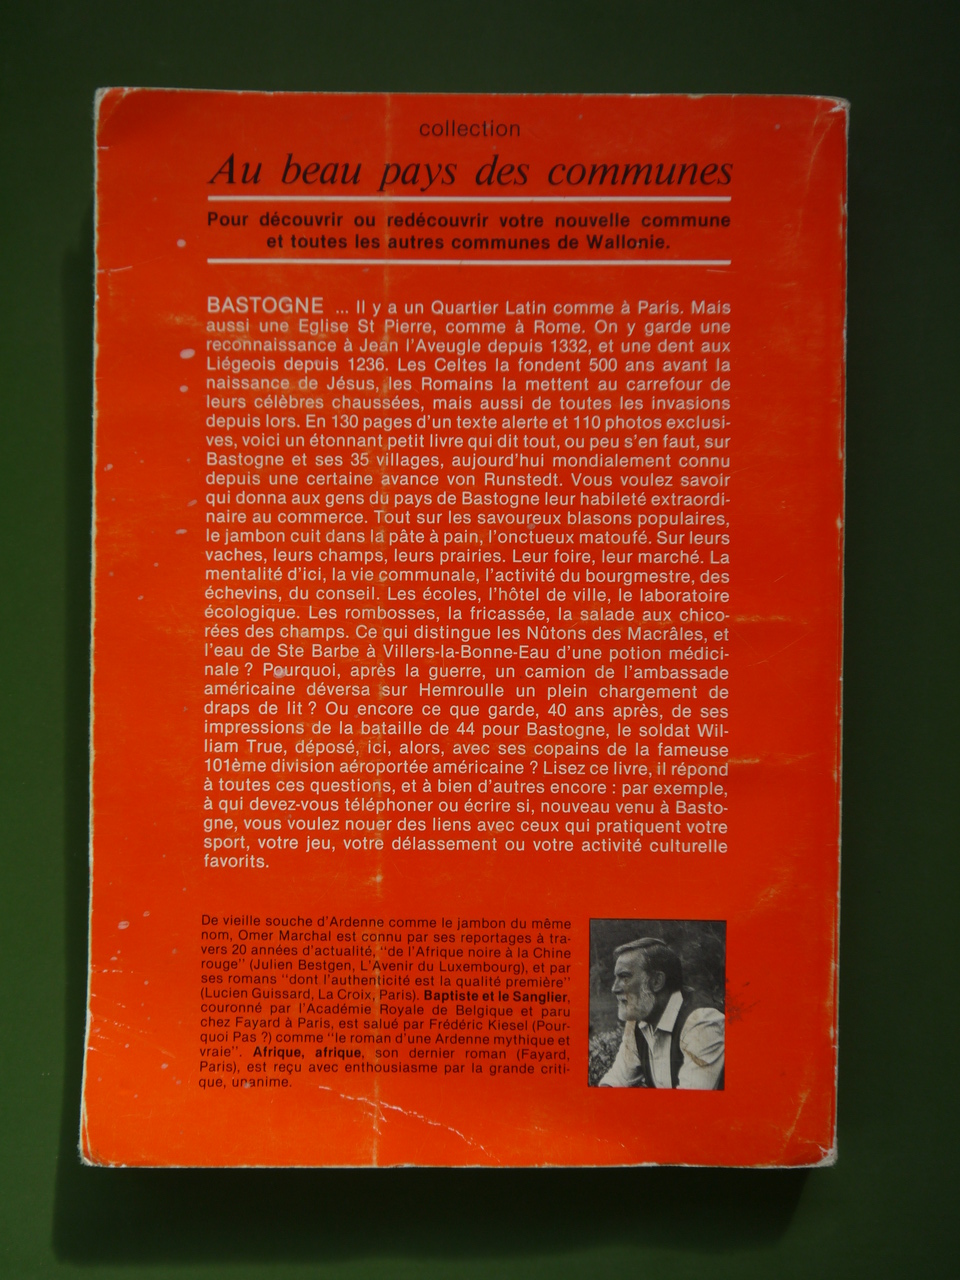 collection
Au beau pays des communes
Pour découvrir ou redécouvrir votre nouvelle commune
et toutes les autres communes de Wallonie.
BASTOGNE ... Il y a un Quartier Latin comme à Paris. Mais
aussi une Eglise St Pierre, comme à Rome. On y garde une
reconnaissance à Jean l'Aveugle depuis 1332, et une dent aux
Liégeois depuis 1236. Les Celtes la fondent 500 ans avant la
naissance de Jésus, les Romains la mettent au carrefour de
leurs célèbres chaussées, mais aussi de toutes les invasions
depuis lors. En 130 pages d'un texte alerte et 110 photos exclusi-
ves, voici un étonnant petit livre qui dit tout, ou peu s'en faut, sur
Bastogne et ses 35 villages, aujourd'hui mondialement connu
depuis une certaine avance von Runstedt. Vous voulez savoir
qui donna aux gens du pays de Bastogne leur habileté extraordi-
naire au commerce. Tout sur les savoureux blasons populaires,
le jambon cuit dans la pâte à pain, l'onctueux matoufé. Sur leurs
vaches, leurs champs, leurs prairies. Leur foire, leur marché. La
mentalité d'ici, la vie communale, l'activité du bourgmestre, des
échevins, du conseil. Les écoles, l'hôtel de ville, le laboratoire
écologique. Les rombosses, la fricassée, la salade aux chico-
rées des champs. Ce qui distingue les Nûtons des Macrâles, et
l'eau de Ste Barbe à Villers-la-Bonne-Eau d'une potion médici-
nale ? Pourquoi, après la guerre, un camion de l'ambassade
américaine déversa sur Hemroulle un plein chargement de
draps de lit ? Ou encore ce que garde, 40 ans après, de ses
impressions de la bataille de 44 pour Bastogne, le soldat Wil-
liam True, déposé, ici, alors, avec ses copains de la fameuse
101ème division aéroportée américaine ? Lisez ce livre, il répond
à toutes ces questions, et à bien d'autres encore : par exemple,
à qui devez-vous téléphoner ou écrire si, nouveau venu à Basto-
gne, vous voulez nouer des liens avec ceux qui pratiquent votre
sport, votre jeu, votre délassement ou votre activité culturelle
favorits.
De vieille souche d'Ardenne comme le jambon du même
nom, Omer Marchal est connu par ses reportages à tra-
vers 20 années d'actualité, "de l'Afrique noire à la Chine
rouge" (Julien Bestgen, L'Avenir du Luxembourg), et par
ses romans "dont l'authenticité est la qualité première"
(Lucien Guissard, La Croix, Paris). Baptiste et le Sanglier,
couronné par l'Académie Royale de Belgique et paru
chez Fayard à Paris, est salué par Frédéric Kiesel (Pour-
quoi Pas ?) comme "le roman d'une Ardenne mythique et
vraie". Afrique, afrique, son dernier roman (Fayard,
Paris), est reçu avec enthousiasme par la grande criti-
que, unanime.